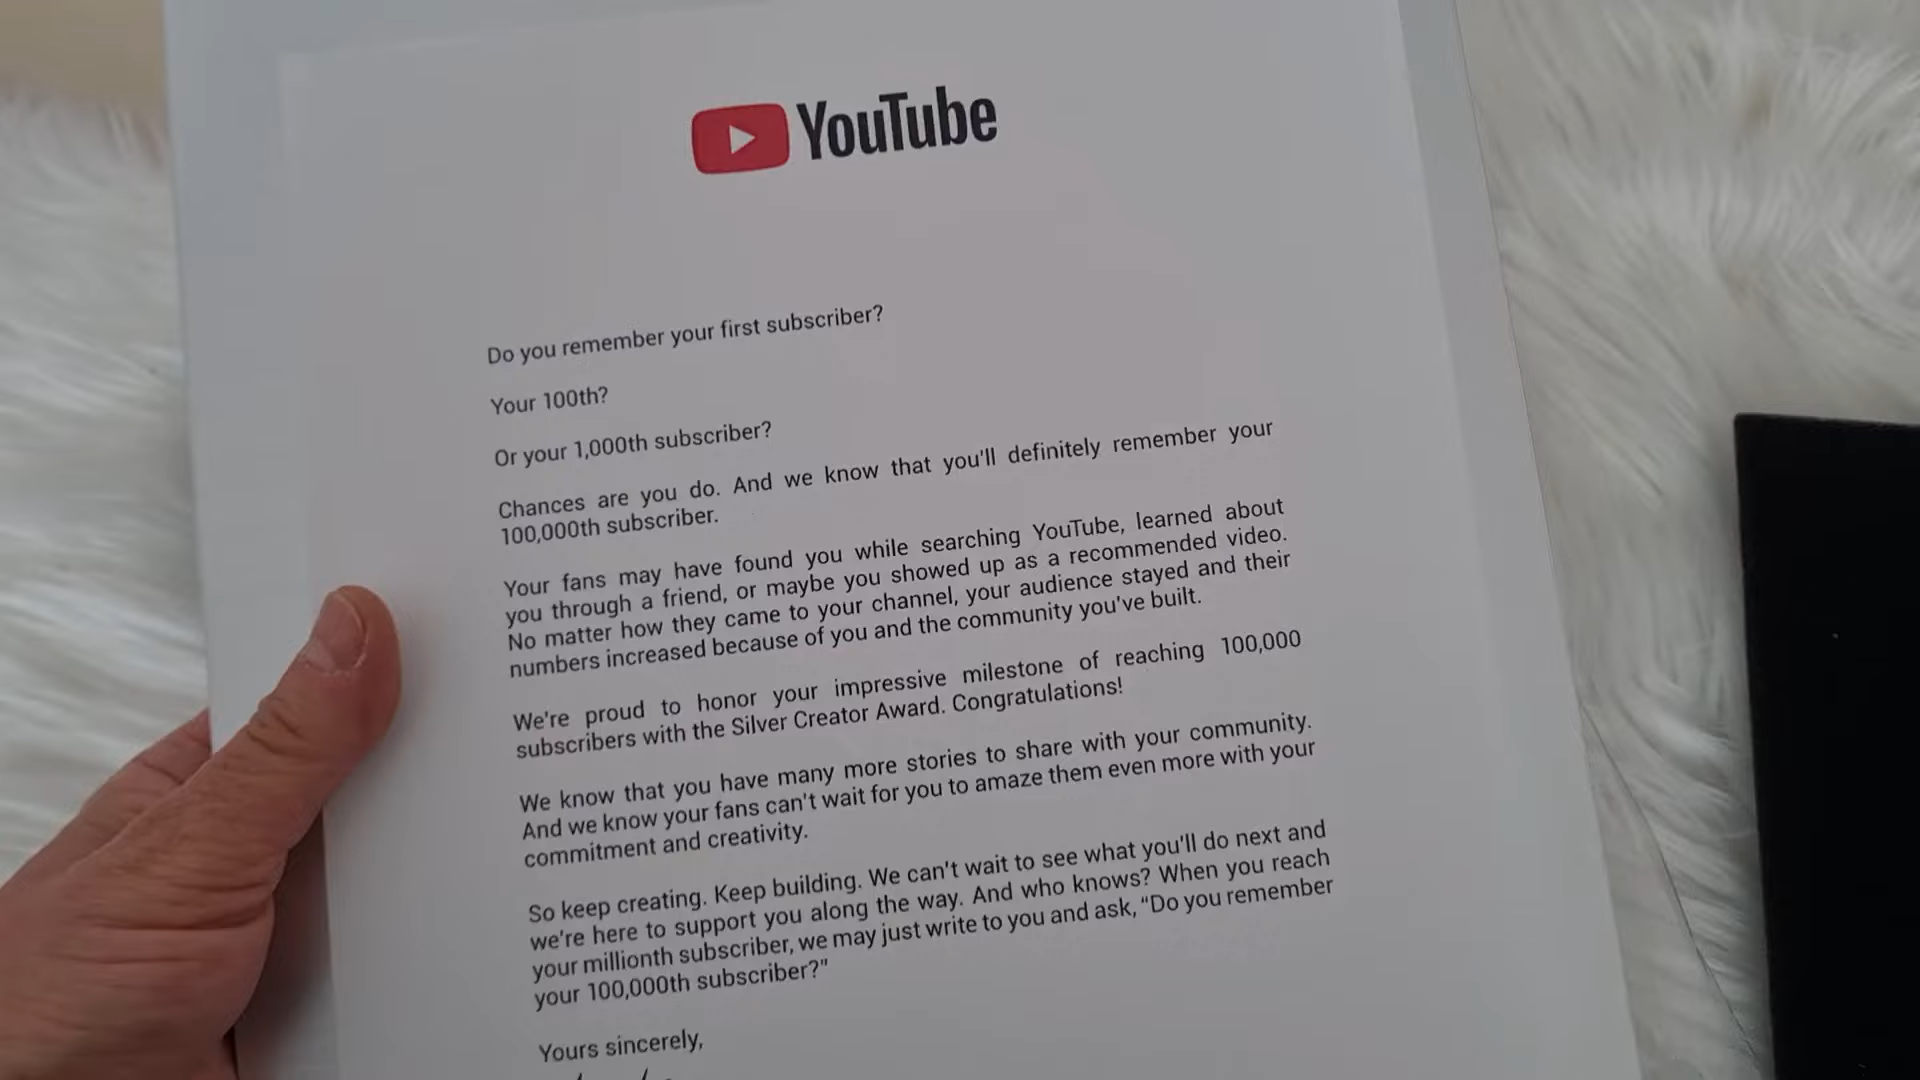 YouTube
Do you remember your first subscriber?
Your 100th?
Or your 1,000th subscriber?
Chances are you do. And we know that you'll definitely remember your
100,000th subscriber.
Your fans may have found you while searching YouTube, learned about
you through a friend, or maybe you showed up as a recommended video.
No matter how they came to your channel, your audience stayed and their
numbers increased because of you and the community you've built.
We're proud to honor your impressive milestone of reaching 100,000
subscribers with the Silver Creator Award. Congratulations!
We know that you have many more stories to share with your community.
And we know your fans can't wait for you to amaze them even more with your
commitment and creativity.
So keep creating. Keep building. We can't wait to see what you'll do next and
we're here to support you along the way. And who knows? When you reach
your millionth subscriber, we may just write to you and ask, “Do you remember
your 100,000th subscriber?"
Yours sincerely,